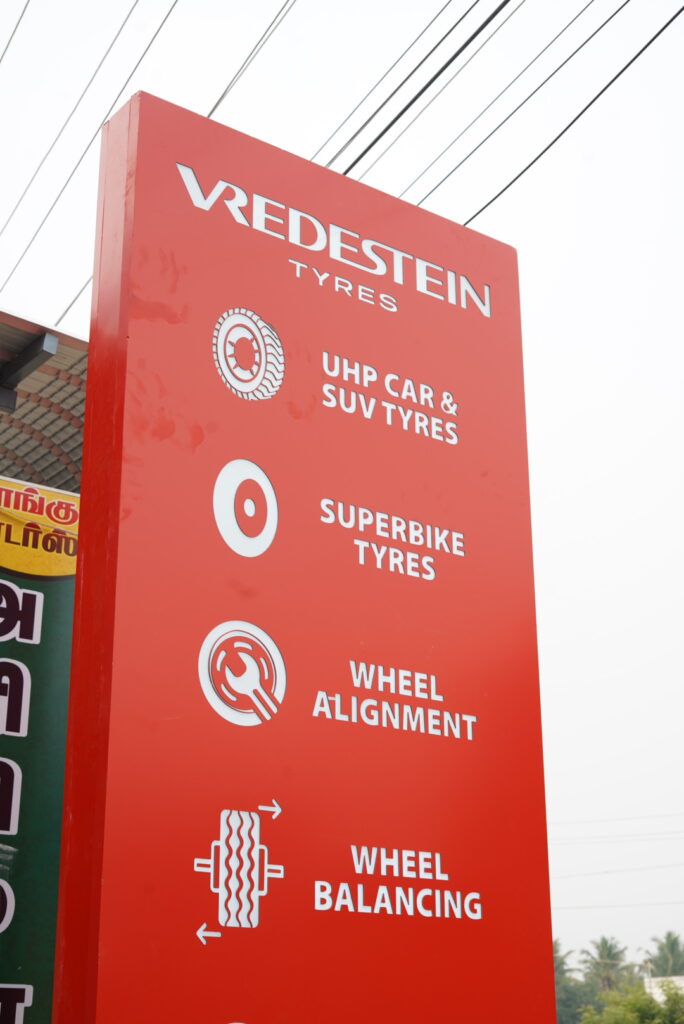 VREDESTEIN
TYRES
UHP CAR &
SUV TYRES
SUPERBIKE
TYRES
WHEEL
ALIGNMENT
WHEEL
BALANCING